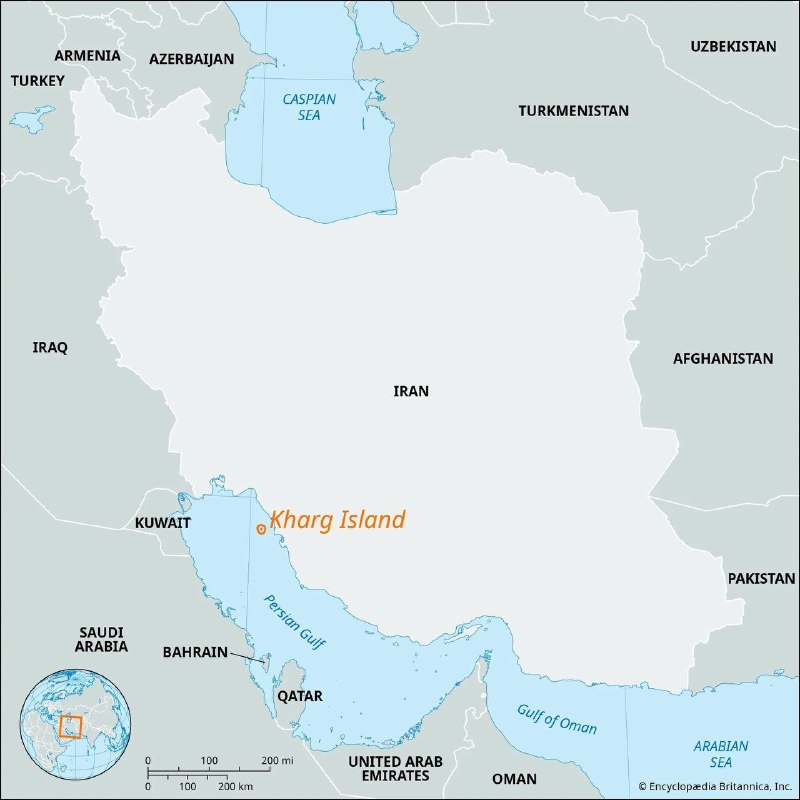 UZBEKISTAN
ARMENIA
AZERBAIJAN
TURKEY
CASPIAN
SEA
TURKMENISTAN
IRAQ
AFGHANISTAN
IRAN
KUWAIT
Kharg Island
PAKISTAN
Persian Gulf
SAUDI
ARABIA
BAHRAIN
QATAR
Gulf of Oman
ARABIAN
SEA
0 100 200 mi
0 100 200 km
UNITED ARAB
EMIRATES
OMAN
© Encyclopædia Britannica, Inc.